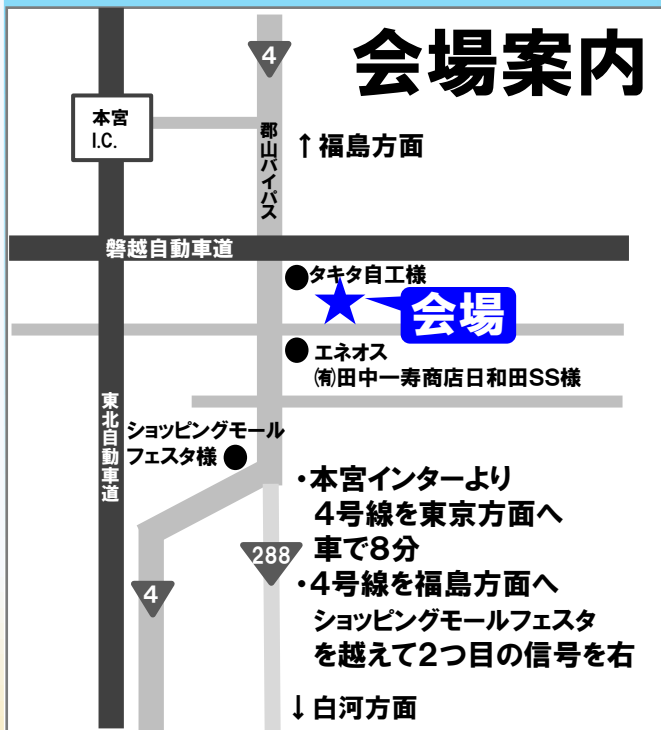 会場案内
4
本宮
I.C.
郡山バイパス
↑福島方面
磐越自動車道
タキタ自工様
会場
エネオス
㈲田中一寿商店日和田SS様
東北自動車道
ショッピングモール
フェスタ様
・本宮インターより
4号線を東京方面へ
車で8分
288
・4号線を福島方面へ
4
ショッピングモールフェスタ
を越えて2つ目の信号を右
↓白河方面